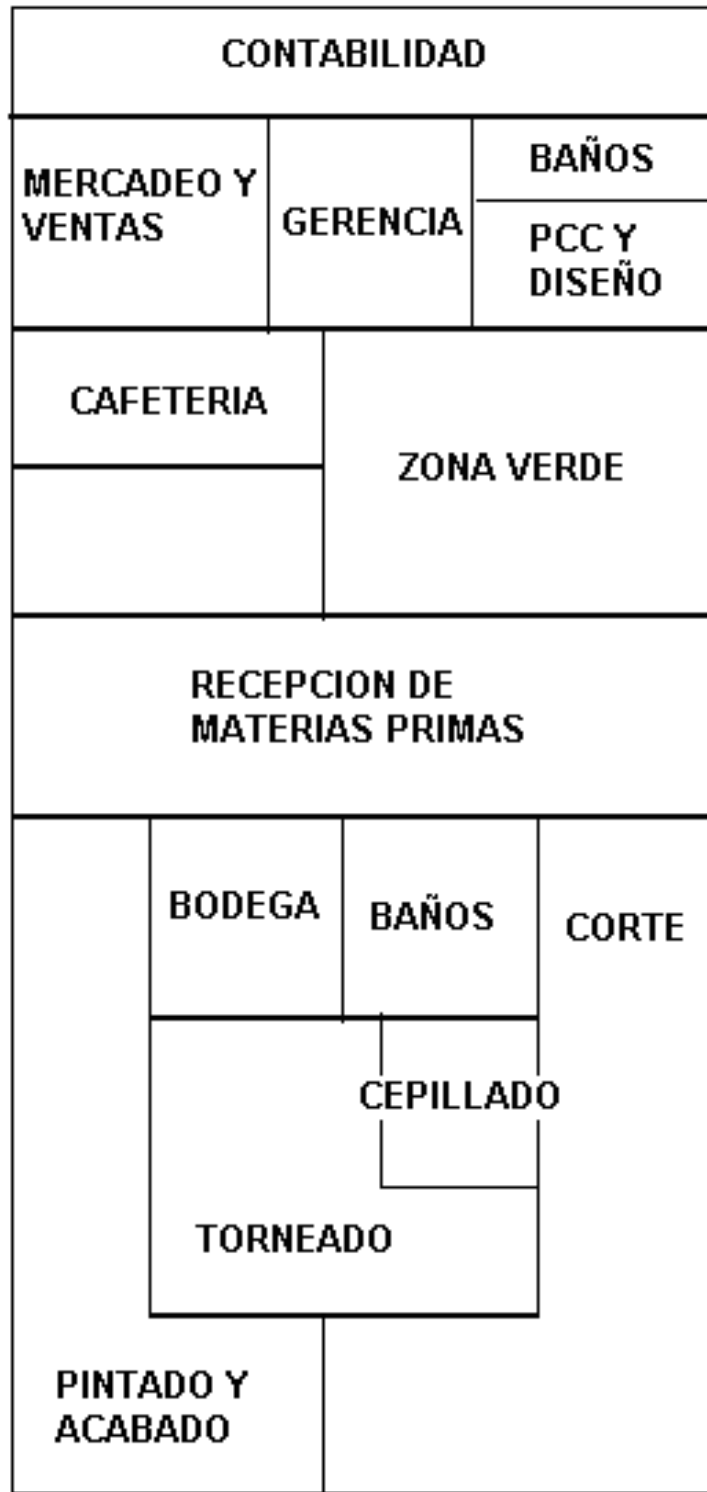 CONTABILIDAD
MERCADEO Y
VENTAS
GERENCIA
BAÑOS
PCC Y
DISEÑO
CAFETERIA
ZONA VERDE
RECEPCION DE
MATERIAS PRIMAS
BODEGA
BAÑOS
CORTE
CEPILLADO
TORNEADO
PINTADO Y
ACABADO